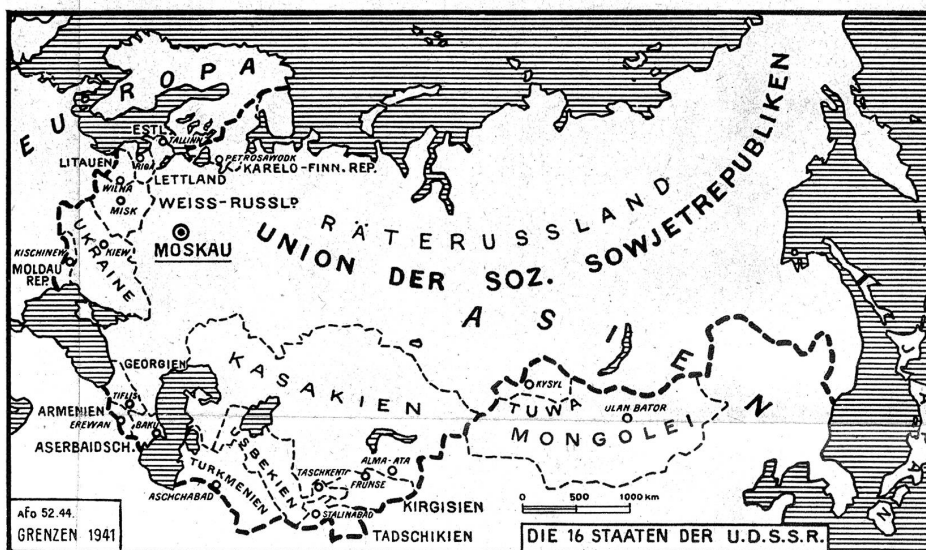 EUROPA
ESTL.
TALLINN
LITAUEN
RIGA
PETROSAWODK
KARELO-FINN. REP.
LETTLAND
WILNA
WEISS-RUSSLD
MISK
MOSKAU
UKRAINE
KIEW
KISCHINEW
MOLDAU
REP.
RÄTERUSSLAND
UNION DER SOZ. SOWJETREPUBLIKEN
ASIEN
GEORGIEN
KASAKIEN
TIFLIS
ARMENIEN
EREWAN
BAKU
ASERBAIDSCH.
KYSYL
TUWA
ULAN BATOR
MONGOLEI
USBEKIEN
TURKMENIEN
ALMA-ATA
TASCHKENT
FRUNSE
ASCHCHABAD
STALINABAD
KIRGISIEN
TADSCHIKIEN
0 500 1000 km
afo 52.44.
GRENZEN 1941
DIE 16 STAATEN DER U.D.S.S.R.